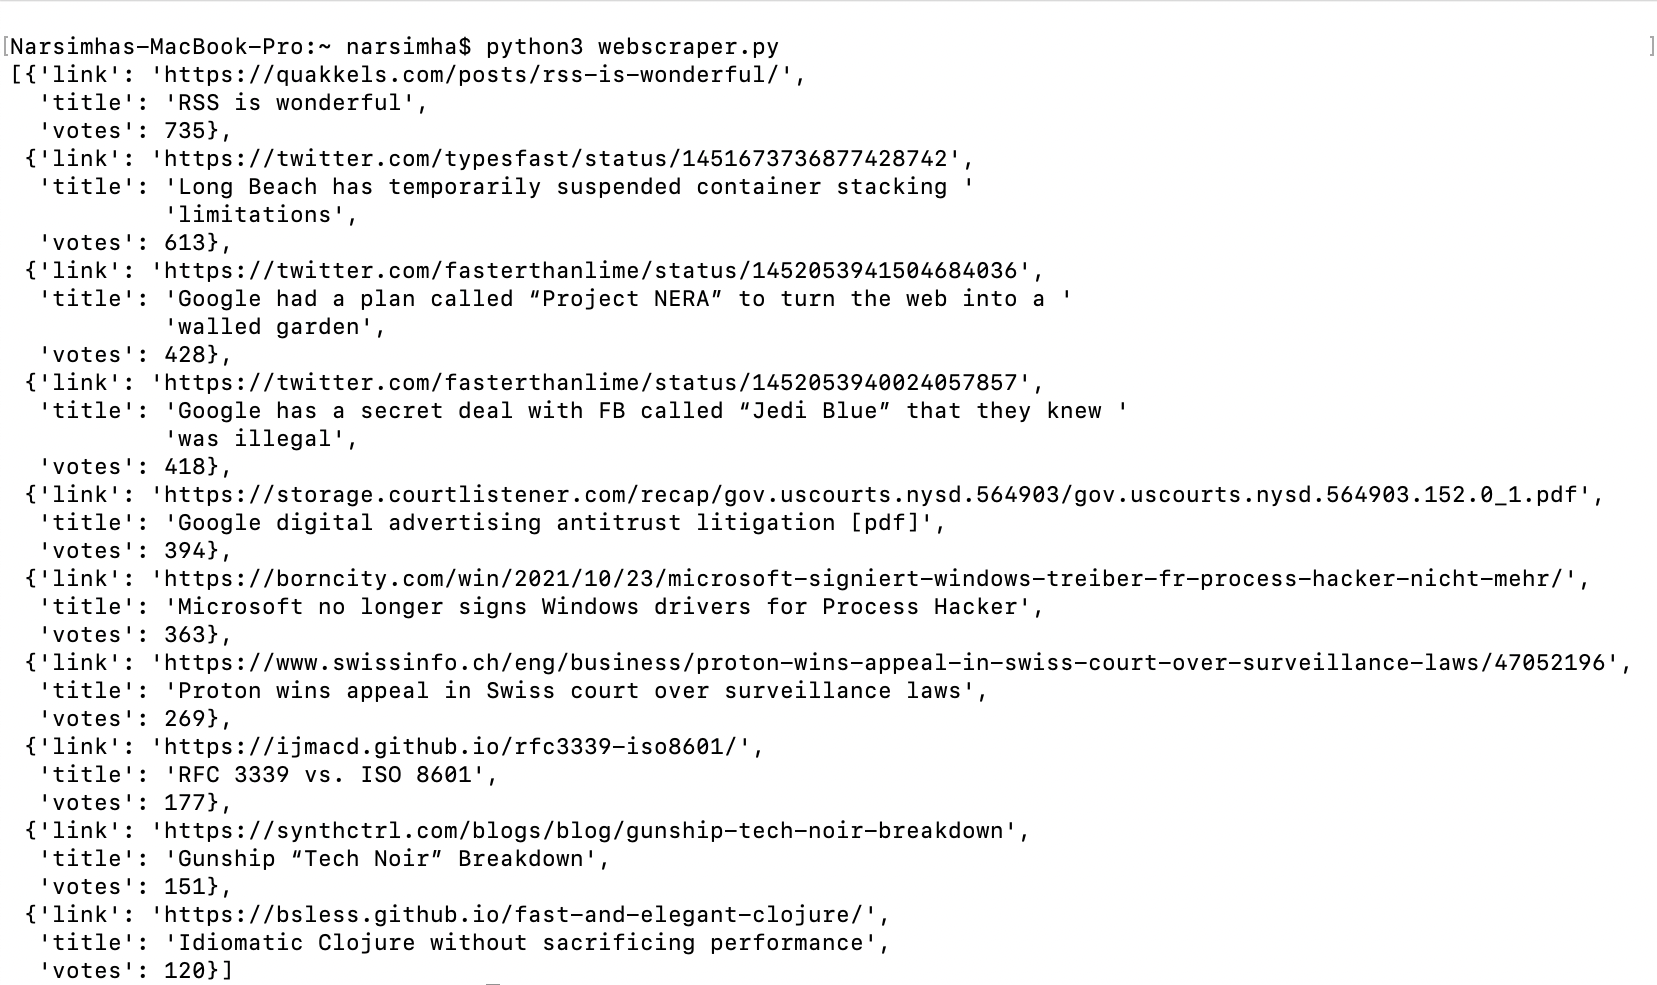 [Narsimhas-MacBook-Pro:~ narsimha$ python3 webscraper.py ]
[{'link': 'https://quakkels.com/posts/rss-is-wonderful/',
'title': 'RSS is wonderful',
'votes': 735},
{'link': 'https://twitter.com/typesfast/status/1451673736877428742',
'title': 'Long Beach has temporarily suspended container stacking '
'limitations',
'votes': 613},
{'link': 'https://twitter.com/fasterthanlime/status/1452053941504684036',
'title': 'Google had a plan called “Project NERA” to turn the web into a '
'walled garden',
'votes': 428},
{'link': 'https://twitter.com/fasterthanlime/status/1452053940024057857',
'title': 'Google has a secret deal with FB called “Jedi Blue” that they knew '
'was illegal',
'votes': 418},
{'link': 'https://storage.courtlistener.com/recap/gov.uscourts.nysd.564903/gov.uscourts.nysd.564903.152.0_1.pdf',
'title': 'Google digital advertising antitrust litigation [pdf]',
'votes': 394},
{'link': 'https://borncity.com/win/2021/10/23/microsoft-signiert-windows-treiber-fr-process-hacker-nicht-mehr/',
'title': 'Microsoft no longer signs Windows drivers for Process Hacker',
'votes': 363},
{'link': 'https://www.swissinfo.ch/eng/business/proton-wins-appeal-in-swiss-court-over-surveillance-laws/47052196',
'title': 'Proton wins appeal in Swiss court over surveillance laws',
'votes': 269},
{'link': 'https://ijmacd.github.io/rfc3339-iso8601/',
'title': 'RFC 3339 vs. ISO 8601',
'votes': 177},
{'link': 'https://synthctrl.com/blogs/blog/gunship-tech-noir-breakdown',
'title': 'Gunship “Tech Noir” Breakdown',
'votes': 151},
{'link': 'https://bsless.github.io/fast-and-elegant-clojure/',
'title': 'Idiomatic Clojure without sacrificing performance',
'votes': 120}]